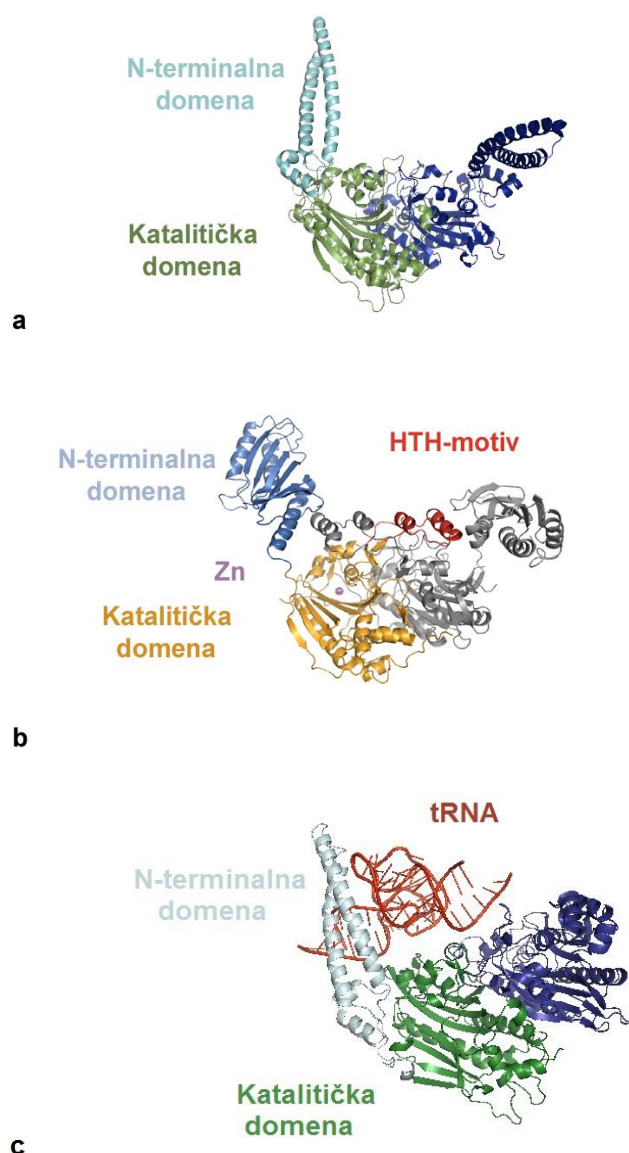 N-terminalna
domena
Katalitička
domena
a
N-terminalna
domena
HTH-motiv
Zn
Katalitička
domena
b
tRNA
N-terminalna
domena
Katalitička
domena
c